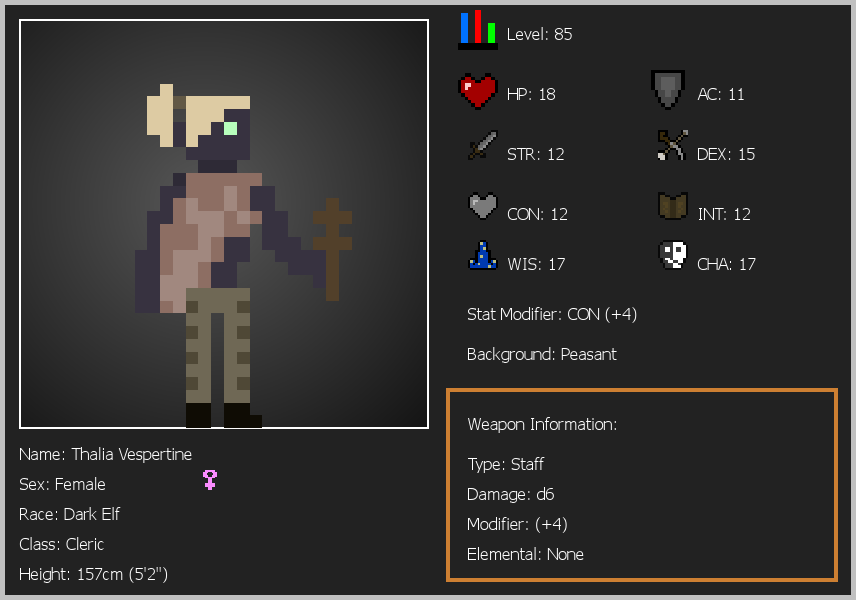 Level: 85
HP: 18
AC: 11
STR: 12
DEX: 15
CON: 12
INT: 12
WIS: 17
CHA: 17
Stat Modifier: CON (+4)
Background: Peasant
Weapon Information:
Type: Staff
Damage: d6
Modifier: (+4)
Elemental: None
Name: Thalia Vespertine
Sex: Female
Race: Dark Elf
Class: Cleric
Height: 157cm (5'2")